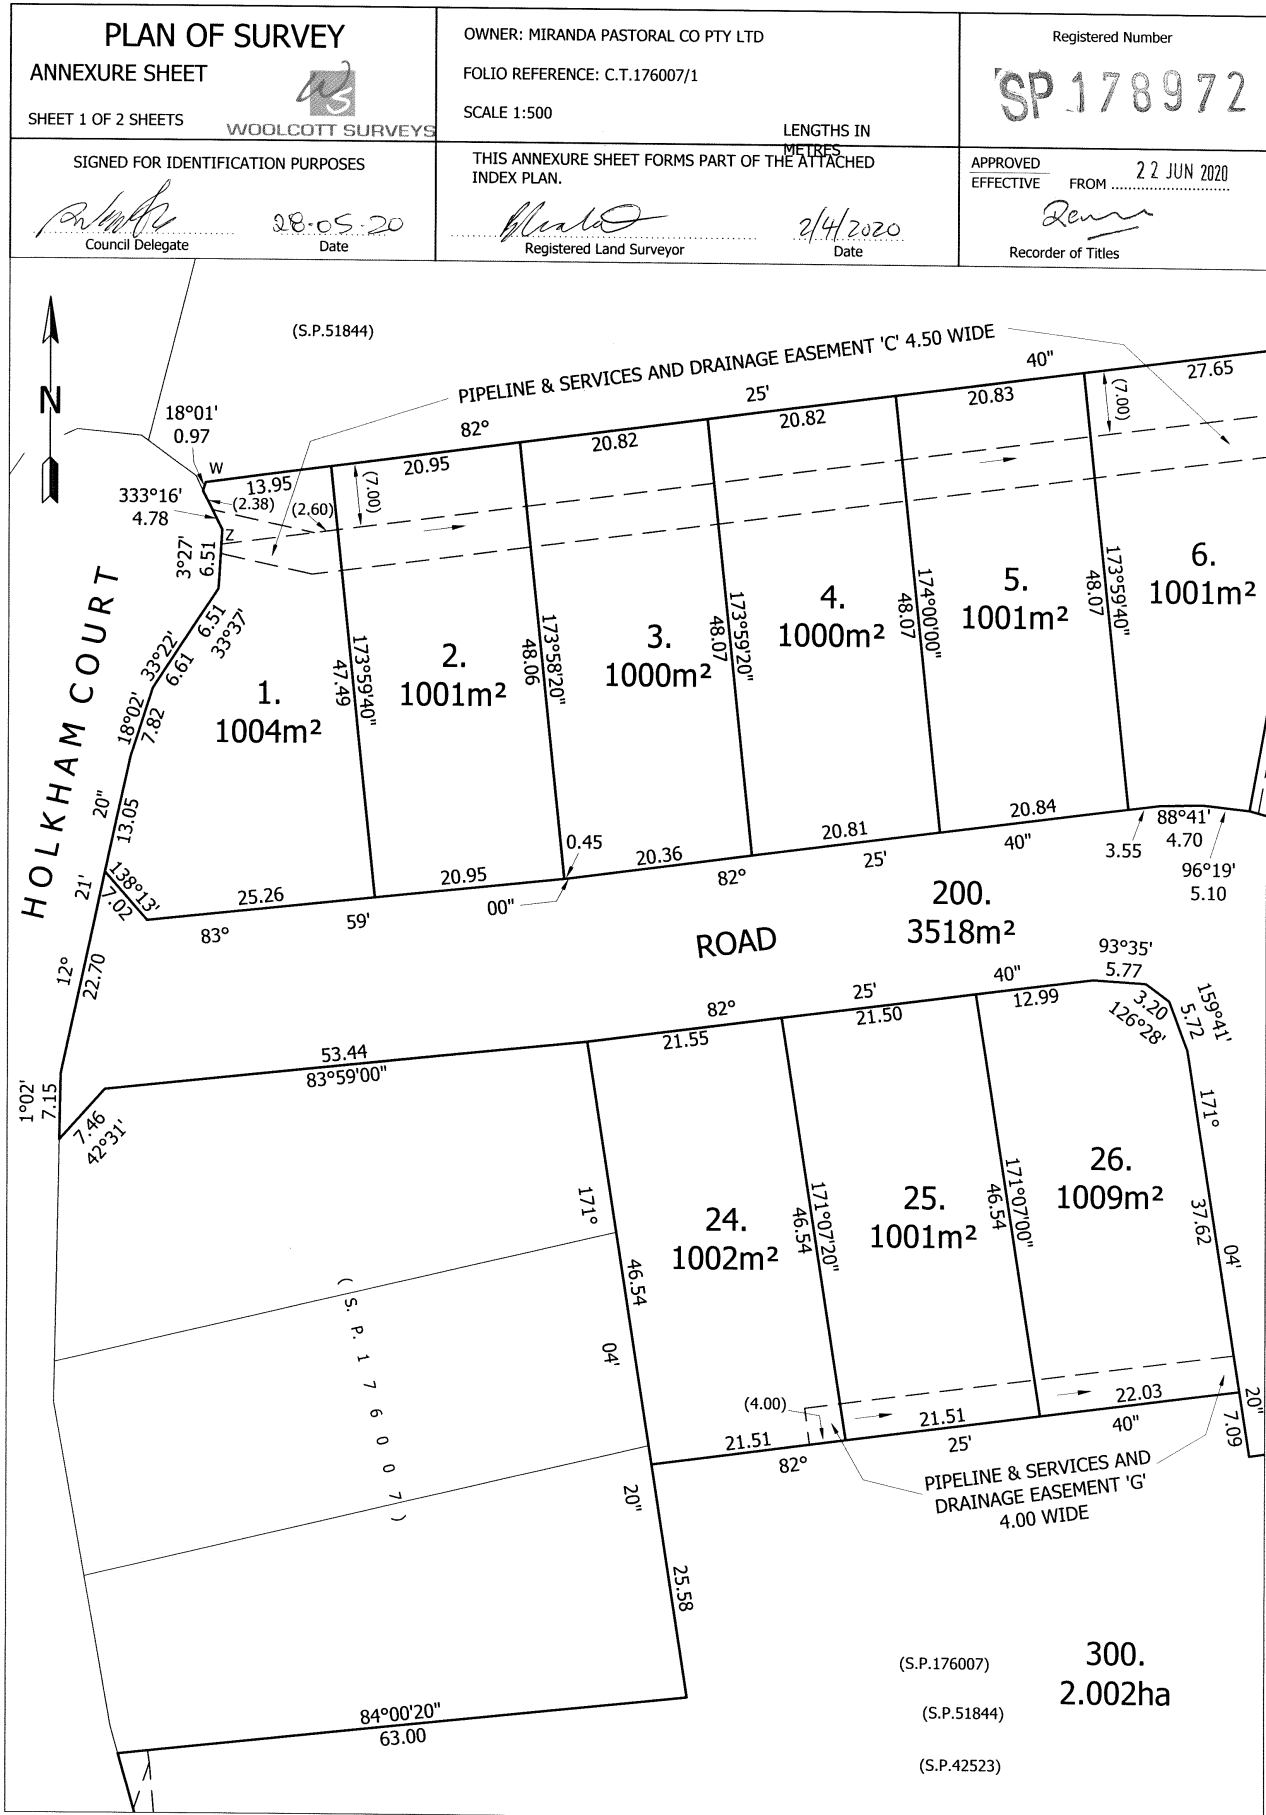 PLAN OF SURVEY
ANNEXURE SHEET
SHEET 1 OF 2 SHEETS
WS
WOOLCOTT SURVEYS
OWNER: MIRANDA PASTORAL CO PTY LTD
FOLIO REFERENCE: C.T.176007/1
SCALE 1:500
LENGTHS IN
METRES
Registered Number
SP 178972
SIGNED FOR IDENTIFICATION PURPOSES
28-05-20
Council Delegate
Date
THIS ANNEXURE SHEET FORMS PART OF THE ATTACHED
INDEX PLAN.
2/4/2020
Registered Land Surveyor
Date
APPROVED
EFFECTIVE FROM
22 JUN 2020
Recorder of Titles
(S.P.51844)
N
PIPELINE & SERVICES AND DRAINAGE EASEMENT 'C' 4.50 WIDE
18°01'
0.97
W
333°16'
4.78
Z
3°27'
6.51
82°
25'
40"
13.95
20.95
20.82
20.82
20.83
27.65
(2.38)
(2.60)
(7.00)
(7.00)
6.51
33°37'
33°22'
6.61
18°02'
7.82
HOLKHAM COURT
20"
13.05
21'
138°13'
7.02
12°
22.70
1°02'
7.15
1.
1004m²
173°59'40"
47.49
2.
1001m²
173°58'20"
48.06
3.
1000m²
173°59'20"
48.07
4.
1000m²
174°00'00"
48.07
5.
1001m²
173°59'40"
48.07
6.
1001m²
25.26
20.95
0.45
20.36
20.81
20.84
3.55
88°41'
4.70
96°19'
5.10
83°
59'
00"
82°
25'
40"
ROAD
200.
3518m²
7.46
42°31'
53.44
83°59'00"
82°
25'
40"
21.55
21.50
12.99
93°35'
5.77
3.20
126°28'
159°41'
5.72
171°
46.54
04'
20"
25.58
24.
1002m²
171°07'20"
46.54
25.
1001m²
171°07'00"
46.54
26.
1009m²
171°
37.62
04'
20"
7.09
(S.P.176007)
(4.00)
21.51
21.51
22.03
82°
25'
40"
PIPELINE & SERVICES AND
DRAINAGE EASEMENT 'G'
4.00 WIDE
84°00'20"
63.00
(S.P.176007)
(S.P.51844)
(S.P.42523)
300.
2.002ha